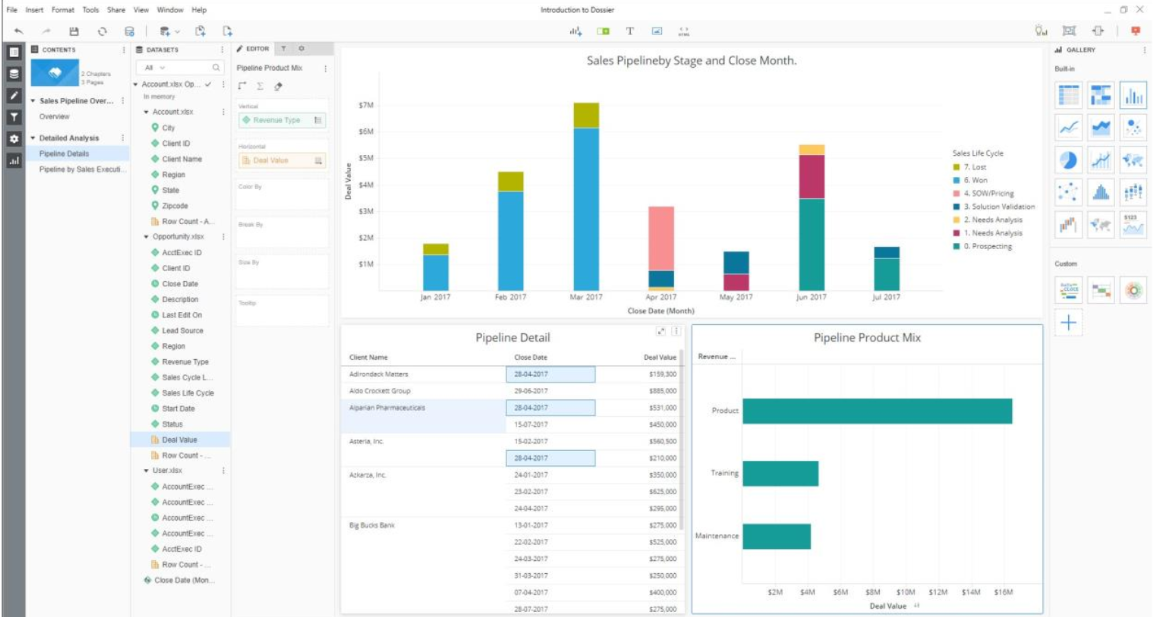 File Insert Format Tools Share View Window Help
Introduction to Dossier
CONTENTS
2 Chapters
3 Pages
Sales Pipeline Over...
Overview
Detailed Analysis
Pipeline Details
Pipeline by Sales Executi...
DATASETS
All
Account.xlsx Op...
In memory
Account.xlsx
City
Client ID
Client Name
Region
State
Zipcode
Row Count - A...
Opportunity.xlsx
AcctExec ID
Client ID
Close Date
Description
Last Edit On
Lead Source
Region
Revenue Type
Sales Cycle L...
Sales Life Cycle
Start Date
Status
Deal Value
Row Count - ...
User.xlsx
AccountExec ...
AccountExec ...
AccountExec ...
AccountExec ...
AcctExec ID
Row Count - ...
Close Date (Mon...
EDITOR
Pipeline Product Mix
Vertical
Revenue Type
Horizontal
Deal Value
Color By
Break By
Size By
Tooltip
Sales Pipelineby Stage and Close Month.
Deal Value
$7M
$6M
$5M
$4M
$3M
$2M
$1M
Jan 2017 Feb 2017 Mar 2017 Apr 2017 May 2017 Jun 2017 Jul 2017
Close Date (Month)
Sales Life Cycle
7. Lost
6. Won
4. SOW/Pricing
3. Solution Validation
2. Needs Analysis
1. Needs Analysis
0. Prospecting
Pipeline Detail
Client Name Close Date Deal Value
Adirondack Matters 28-04-2017 $159,300
Aldo Crockett Group 29-06-2017 $885,000
Alparian Pharmaceuticals 28-04-2017 $531,000
15-07-2017 $450,000
Asteria, Inc. 15-02-2017 $560,500
28-04-2017 $210,000
Azkarza, Inc. 24-01-2017 $350,000
23-02-2017 $625,000
24-04-2017 $295,000
Big Bucks Bank 13-01-2017 $275,000
22-02-2017 $525,000
24-03-2017 $275,000
31-03-2017 $250,000
07-04-2017 $400,000
28-07-2017 $275,000
Pipeline Product Mix
Revenue ...
Product
Training
Maintenance
$2M $4M $6M $8M $10M $12M $14M $16M
Deal Value
GALLERY
Built-in
Custom